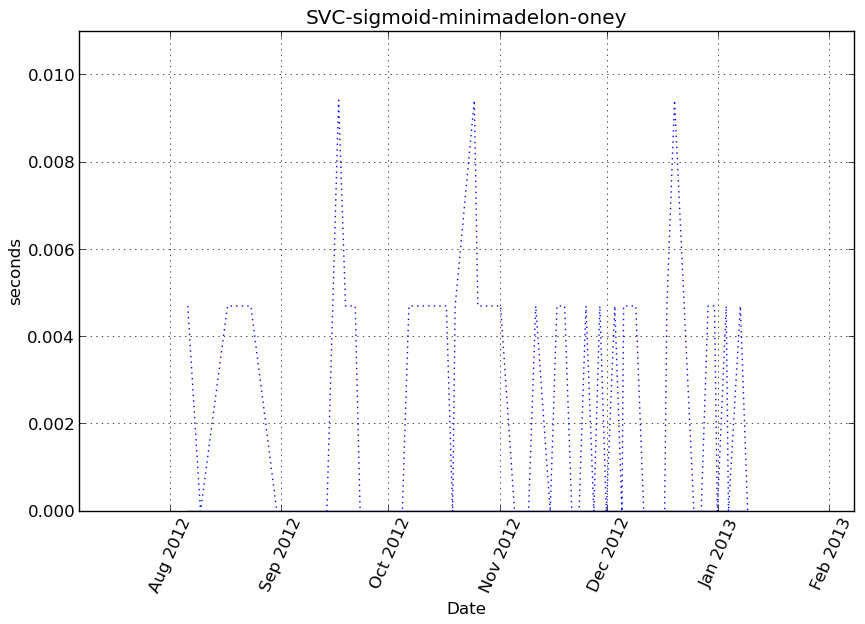 SVC-sigmoid-minimadelon-oney
0.010
0.008
0.006
0.004
0.002
0.000
seconds
Aug 2012
Sep 2012
Oct 2012
Nov 2012
Dec 2012
Jan 2013
Feb 2013
Date